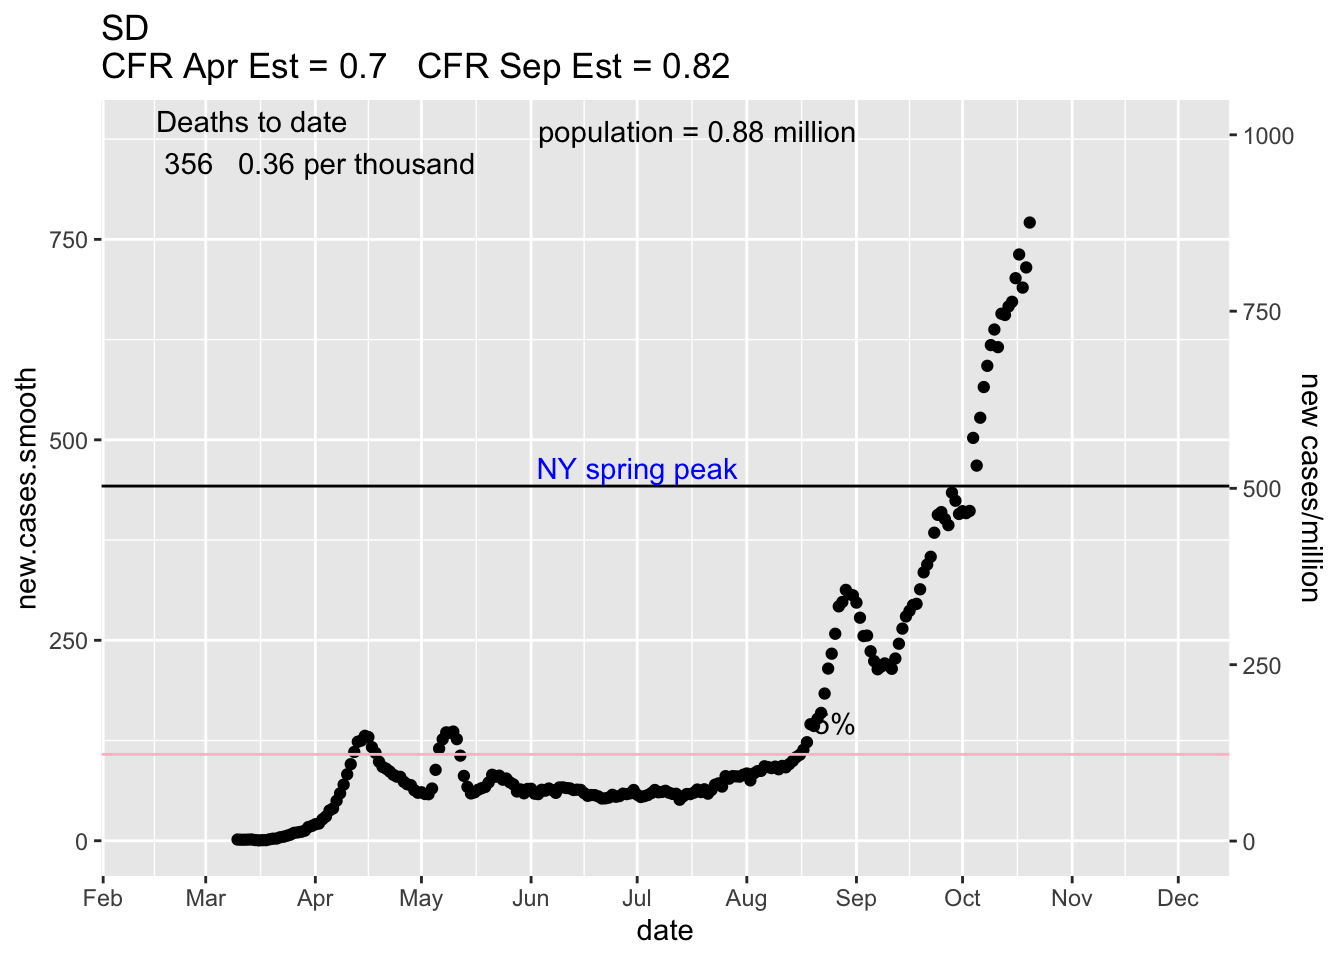 SD
CFR Apr Est = 0.7 CFR Sep Est = 0.82
Deaths to date
356 0.36 per thousand
population = 0.88 million
1000
750
750
500
NY spring peak
500
250
250
%
0
0
new.cases.smooth
new cases/million
Feb Mar Apr May Jun Jul Aug Sep Oct Nov Dec
date